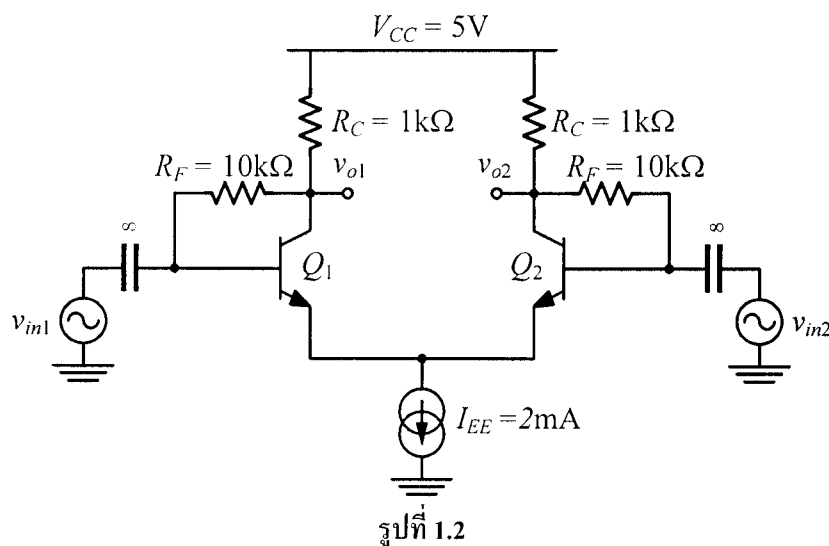 V_CC = 5V
R_C = 1kΩ
R_C = 1kΩ
R_F = 10kΩ
v_o1
v_o2
R_F = 10kΩ
∞
∞
Q_1
Q_2
v_in1
v_in2
I_EE =2mA
รูปที่ 1.2